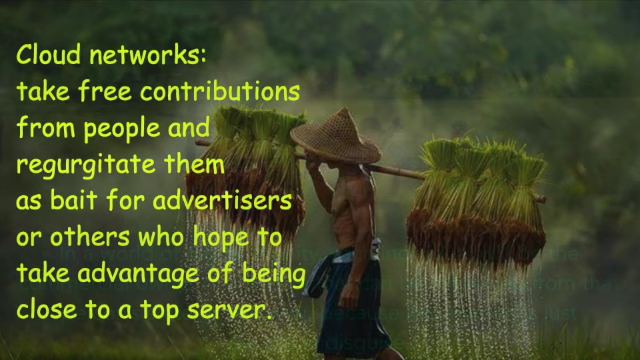 Cloud networks:
take free contributions
from people and
regurgitate them
as bait for advertisers
or others who hope to
take advantage of being
close to a top server.